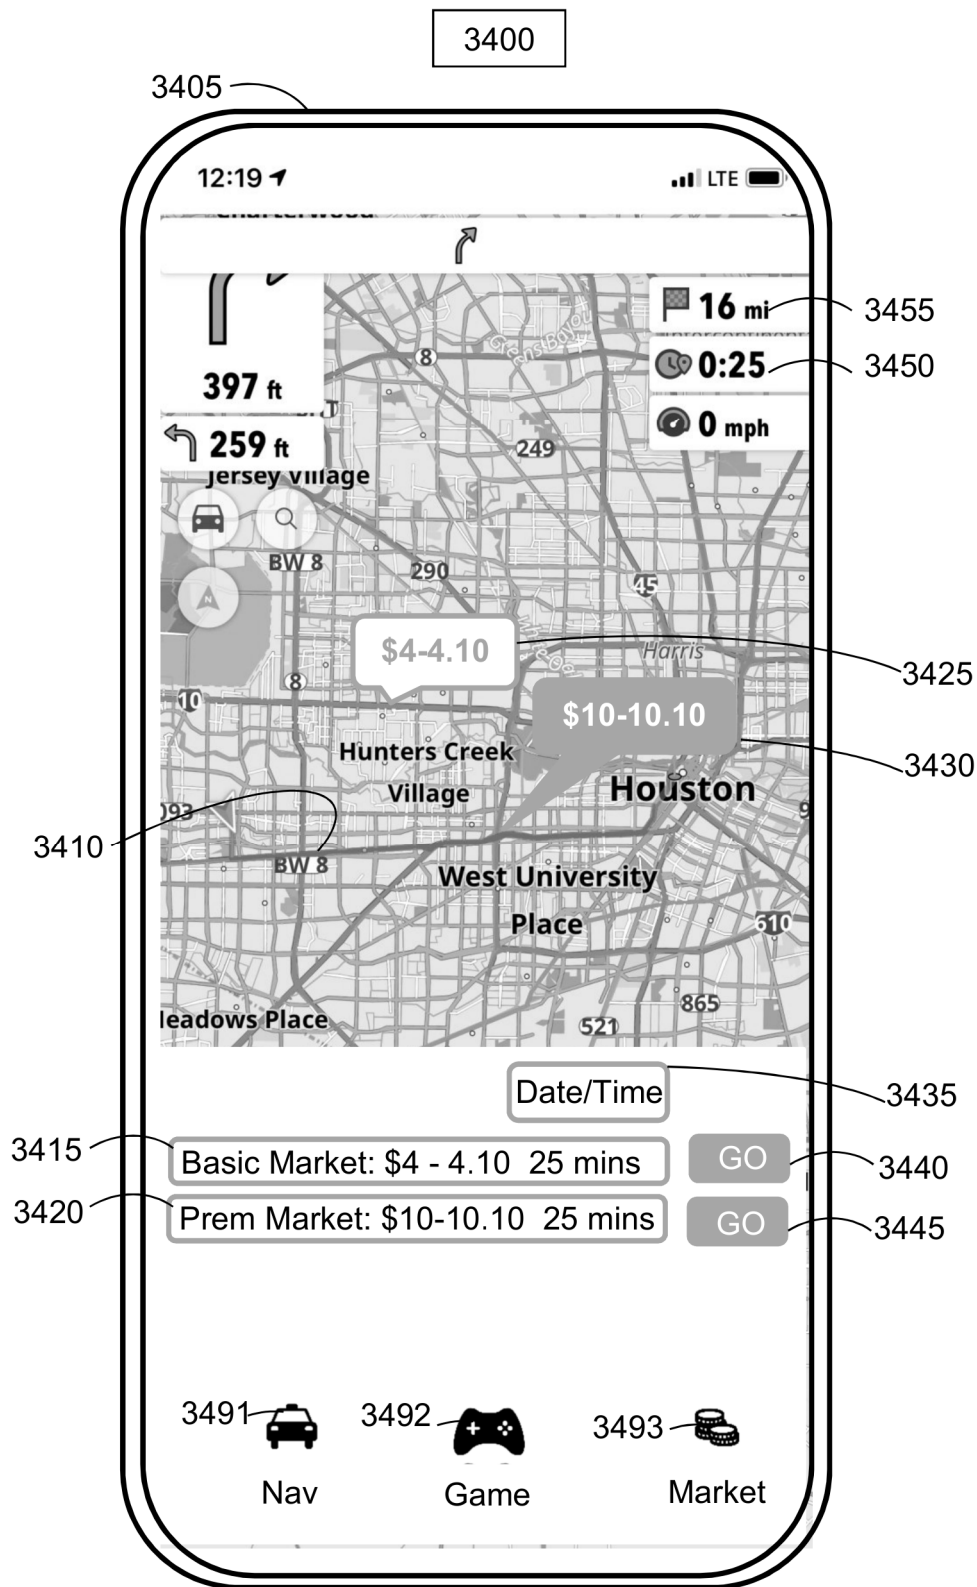 3400
3405
12:19
LTE
16 mi
3455
0:25
3450
0 mph
397 ft
259 ft
Jersey Village
8
249
BW 8
290
45
$4-4.10
Harris
3425
8
10
$10-10.10
3430
Hunters Creek
Village
Houston
3410
BW 8
West University
Place
610
865
521
Meadows Place
Date/Time
3435
3415
Basic Market: $4 - 4.10 25 mins
GO
3440
3420
Prem Market: $10-10.10 25 mins
GO
3445
3491
3492
3493
Nav
Game
Market